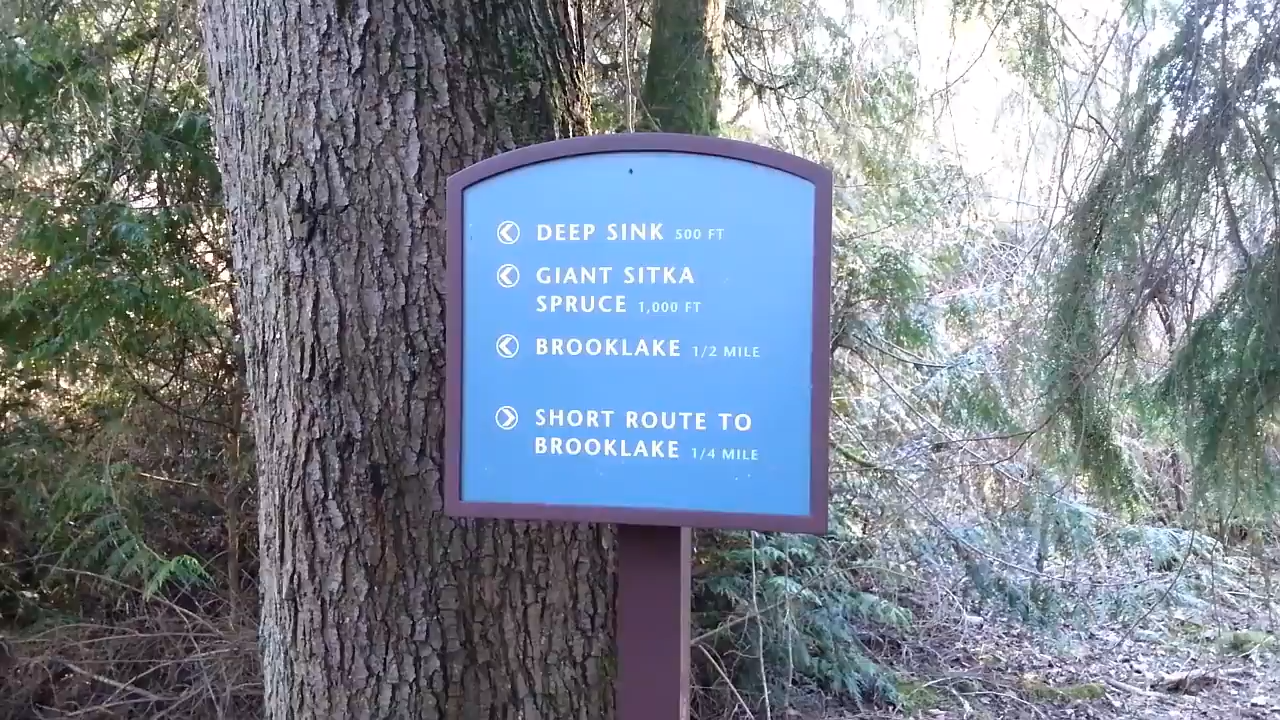 DEEP SINK 500 FT
GIANT SITKA
SPRUCE 1,000 FT
BROOKLAKE 1/2 MILE
SHORT ROUTE TO
BROOKLAKE 1/4 MILE